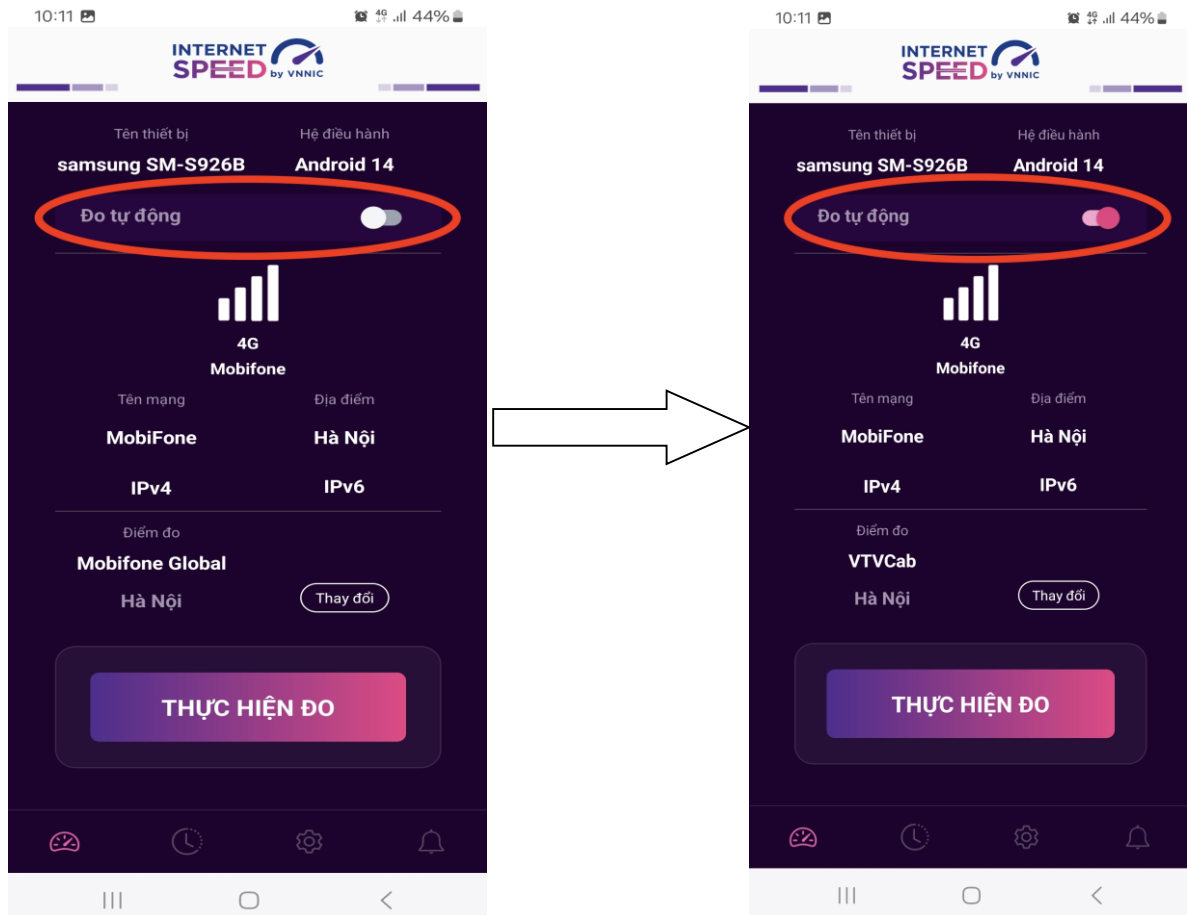 10:11 4G 44%
INTERNET
SPEED by VNNIC
Tên thiết bị Hệ điều hành
samsung SM-S926B Android 14
Đo tự động
4G
Mobifone
Tên mạng Địa điểm
MobiFone Hà Nội
IPv4 IPv6
Điểm đo
Mobifone Global
Hà Nội Thay đổi
THỰC HIỆN ĐO
10:11 4G 44%
INTERNET
SPEED by VNNIC
Tên thiết bị Hệ điều hành
samsung SM-S926B Android 14
Đo tự động
4G
Mobifone
Tên mạng Địa điểm
MobiFone Hà Nội
IPv4 IPv6
Điểm đo
VTVCab
Hà Nội Thay đổi
THỰC HIỆN ĐO